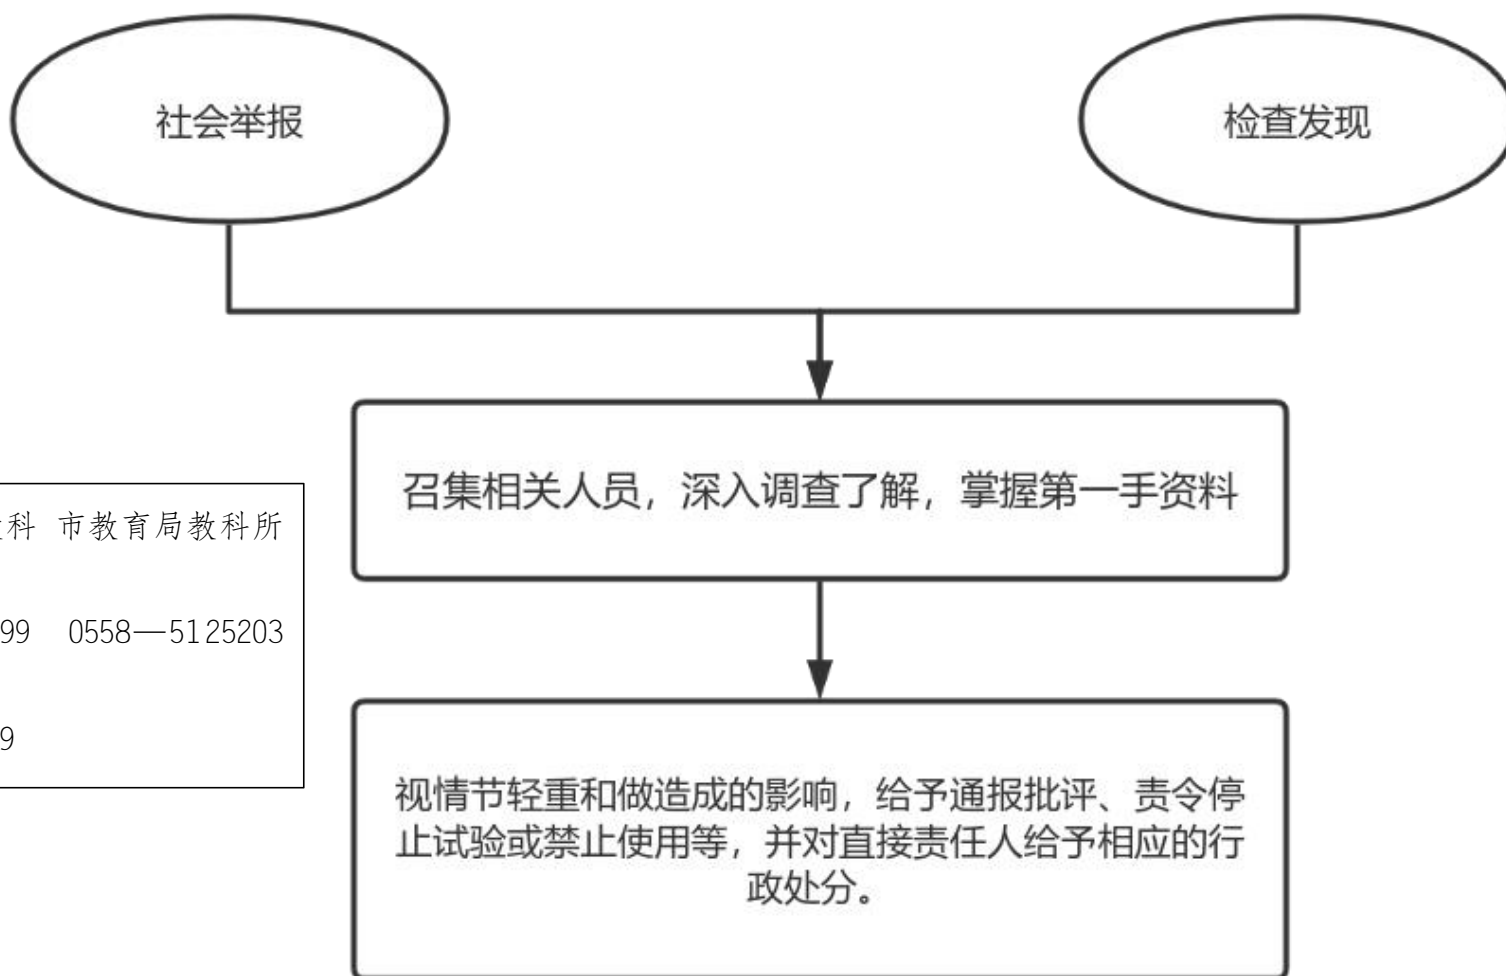 社会举报
检查发现
召集相关人员，深入调查了解，掌握第一手资料
科 市教育局教科所
99 0558—5125203
9
视情节轻重和做造成的影响，给予通报批评、责令停
止试验或禁止使用等，并对直接责任人给予相应的行
政处分。